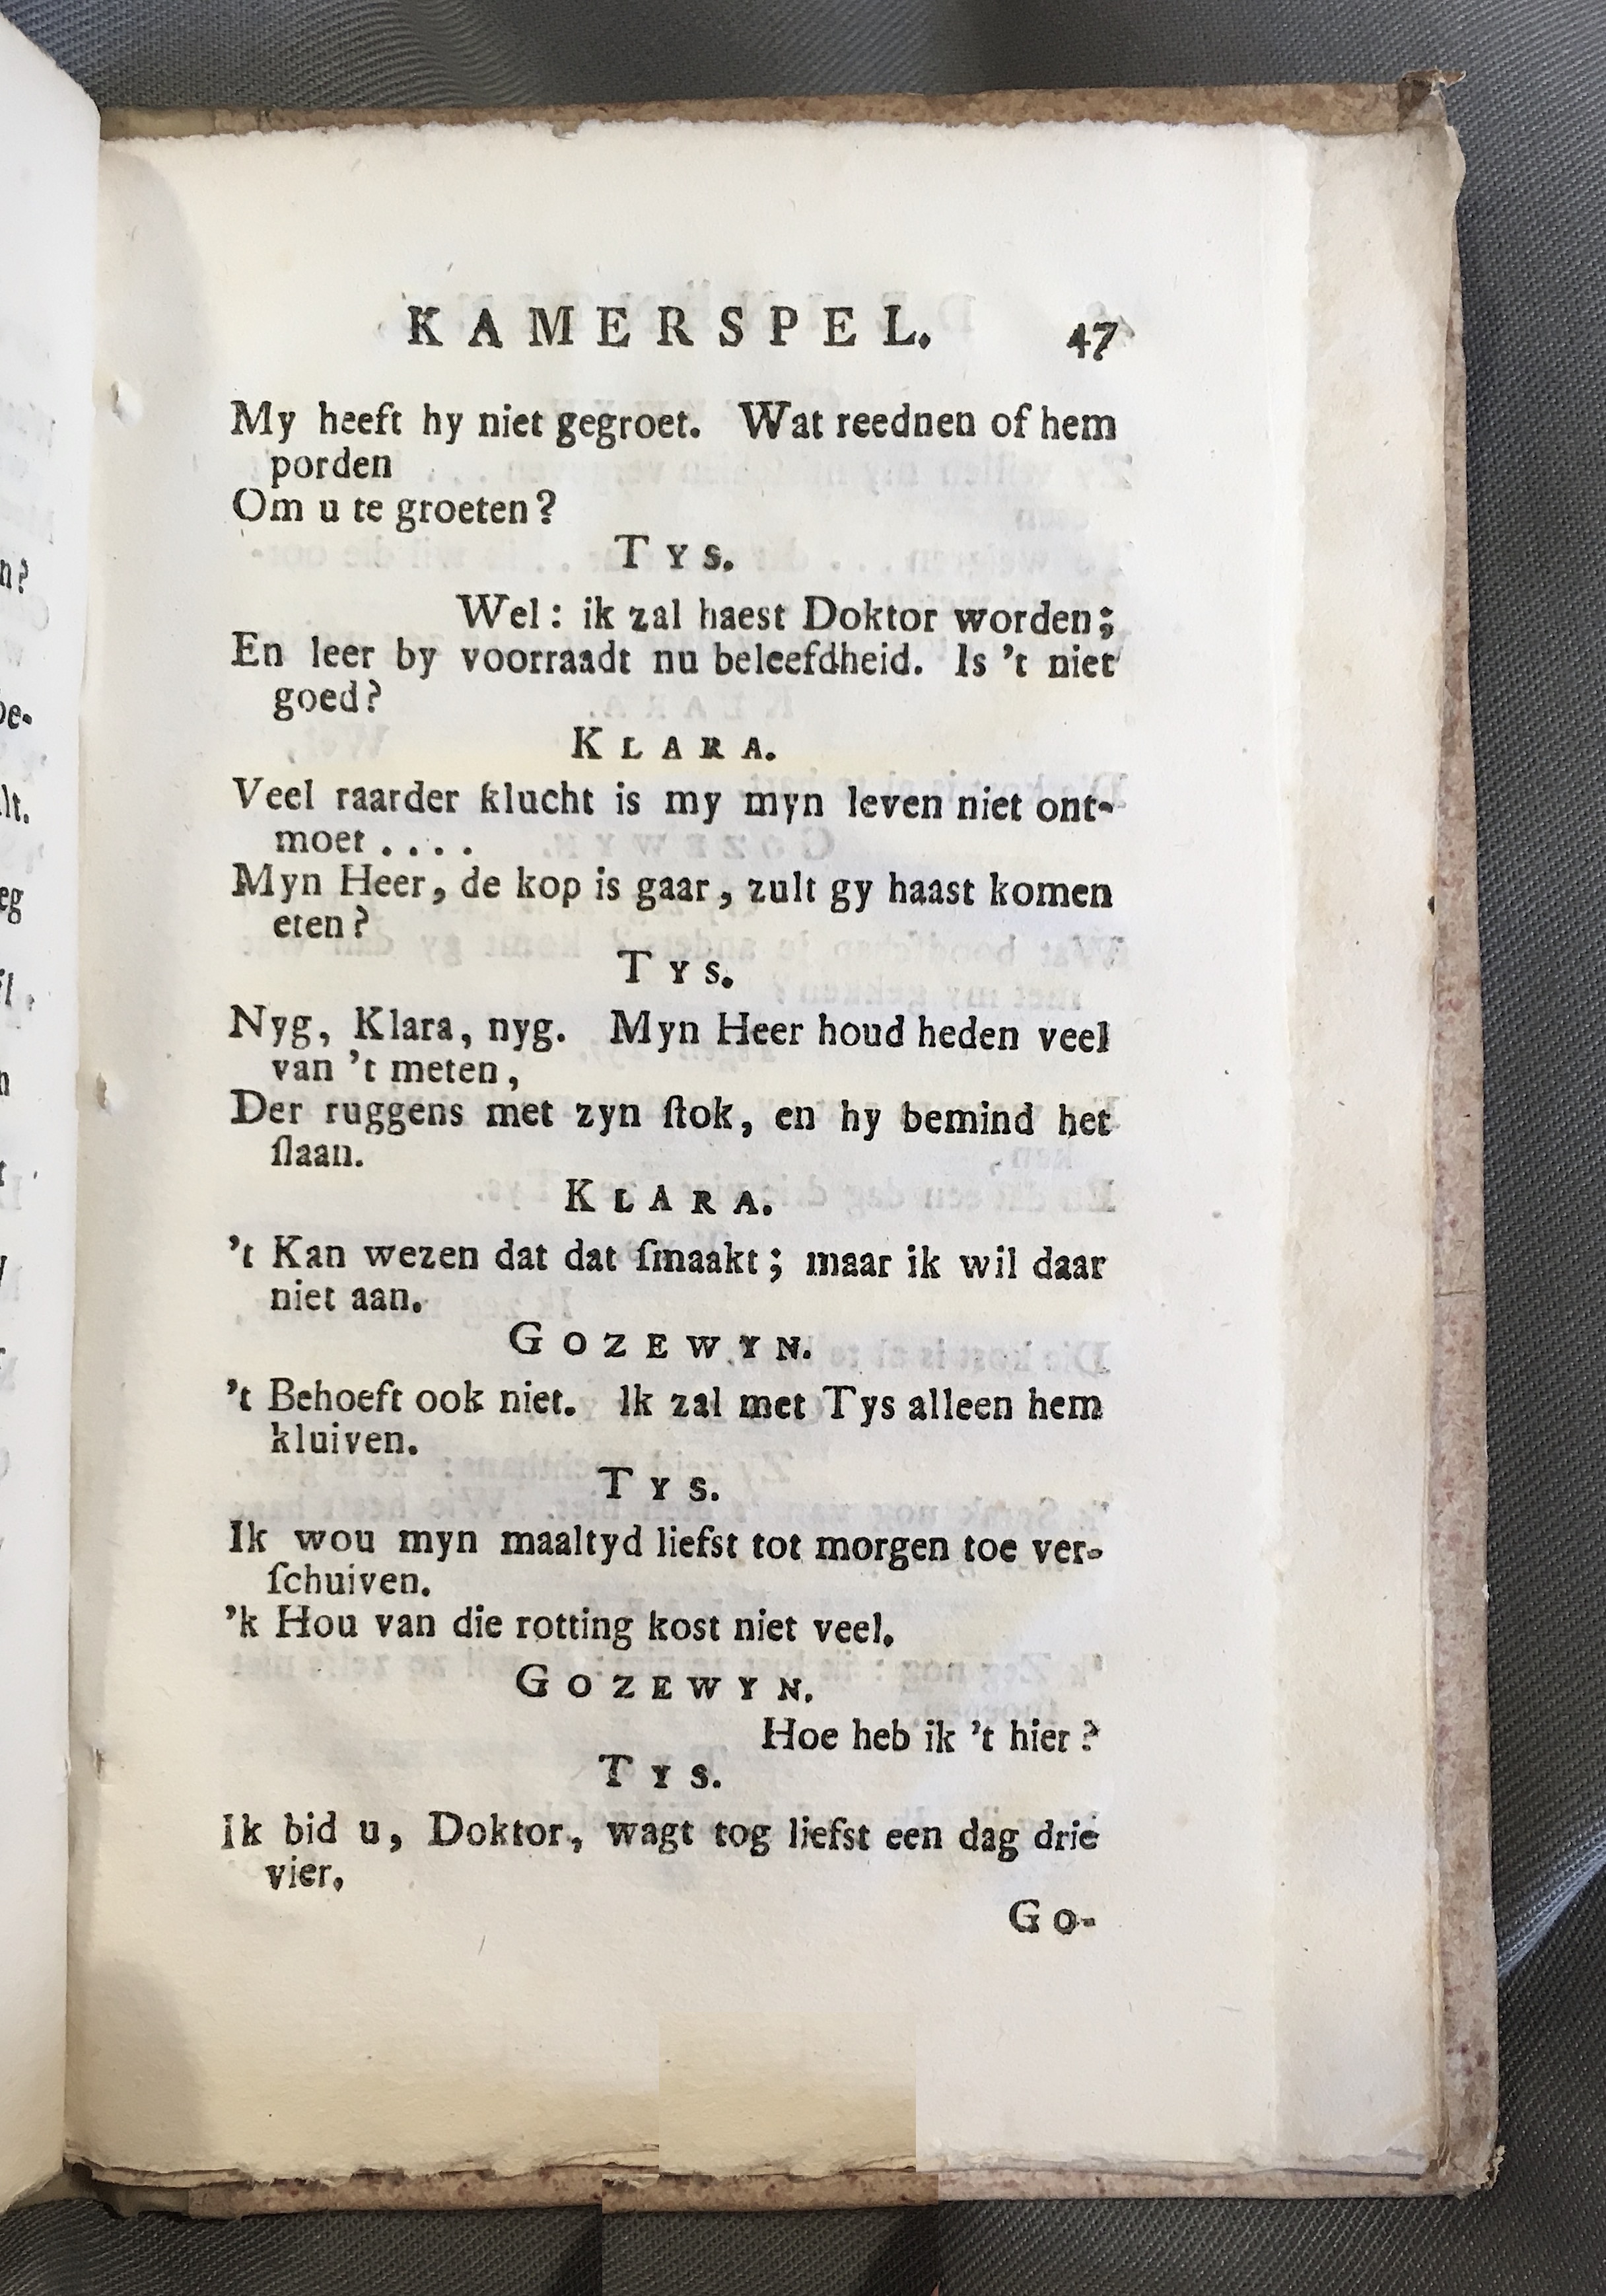 KAMERSPEL. 47
My heeft hy niet gegroet. Wat reednen of hem
porden
Om u te groeten?
TYS.
Wel: ik zal haest Doktor worden;
En leer by voorraadt nu beleefdheid. Is 't niet
goed?
KLARA.
Veel raarder klucht is my myn leven niet ont-
moet....
Myn Heer, de kop is gaar, zult gy haast komen
eten?
TYS.
Nyg, Klara, nyg. Myn Heer houd heden veel
van 't meten,
Der ruggens met zyn ſtok, en hy bemind het
ſlaan.
KLARA.
't Kan wezen dat dat ſmaakt; maar ik wil daar
niet aan.
GOZEWYN.
't Behoeft ook niet. Ik zal met Tys alleen hem
kluiven.
TYS.
Ik wou myn maaltyd liefst tot morgen toe ver-
ſchuiven.
'k Hou van die rotting kost niet veel.
GOZEWYN.
Hoe heb ik 't hier?
TYS.
Ik bid u, Doktor, wagt tog liefst een dag drie
vier.
Go-